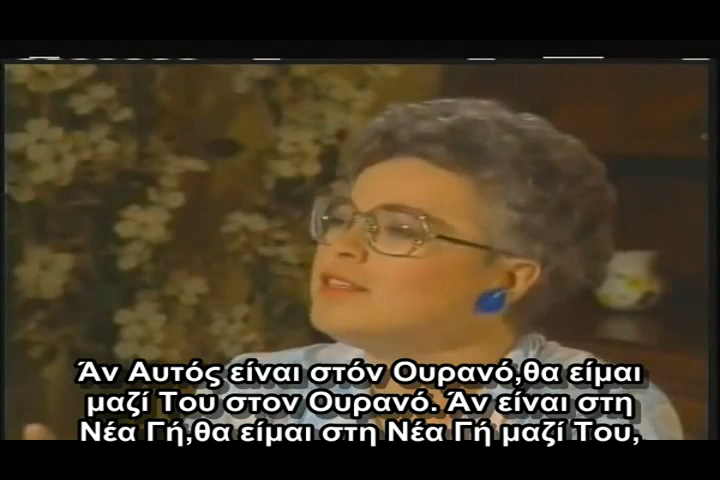 Άν Αυτός είναι στόν Ουρανό,θα είμαι
μαζί Του στον Ουρανό. Άν είναι στη
Νέα Γή,θα είμαι στη Νέα Γή μαζί Του,